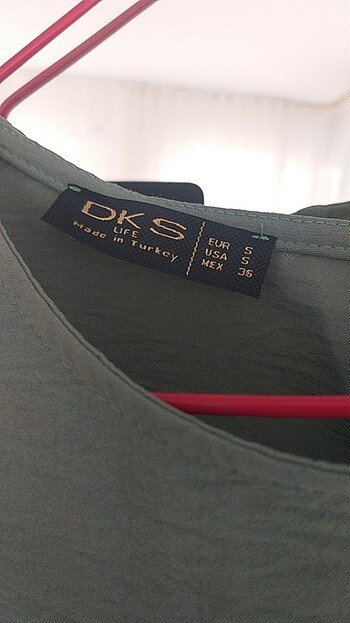 DKS
LIFE
Made in Turkey
EUR S
USA S
MEX 36